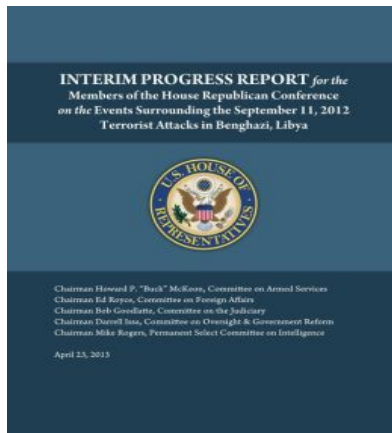 INTERIM PROGRESS REPORT for the
Members of the House Republican Conference
on the Events Surrounding the September 11, 2012
Terrorist Attacks in Benghazi, Libya
U.S. HOUSE OF
REPRESENTATIVES
Chairman Howard P. "Buck" McKeon, Committee on Armed Services
Chairman Ed Royce, Committee on Foreign Affairs
Chairman Bob Goodlatte, Committee on the Judiciary
Chairman Darrell Issa, Committee on Oversight & Government Reform
Chairman Mike Rogers, Permanent Select Committee on Intelligence
April 23, 2013